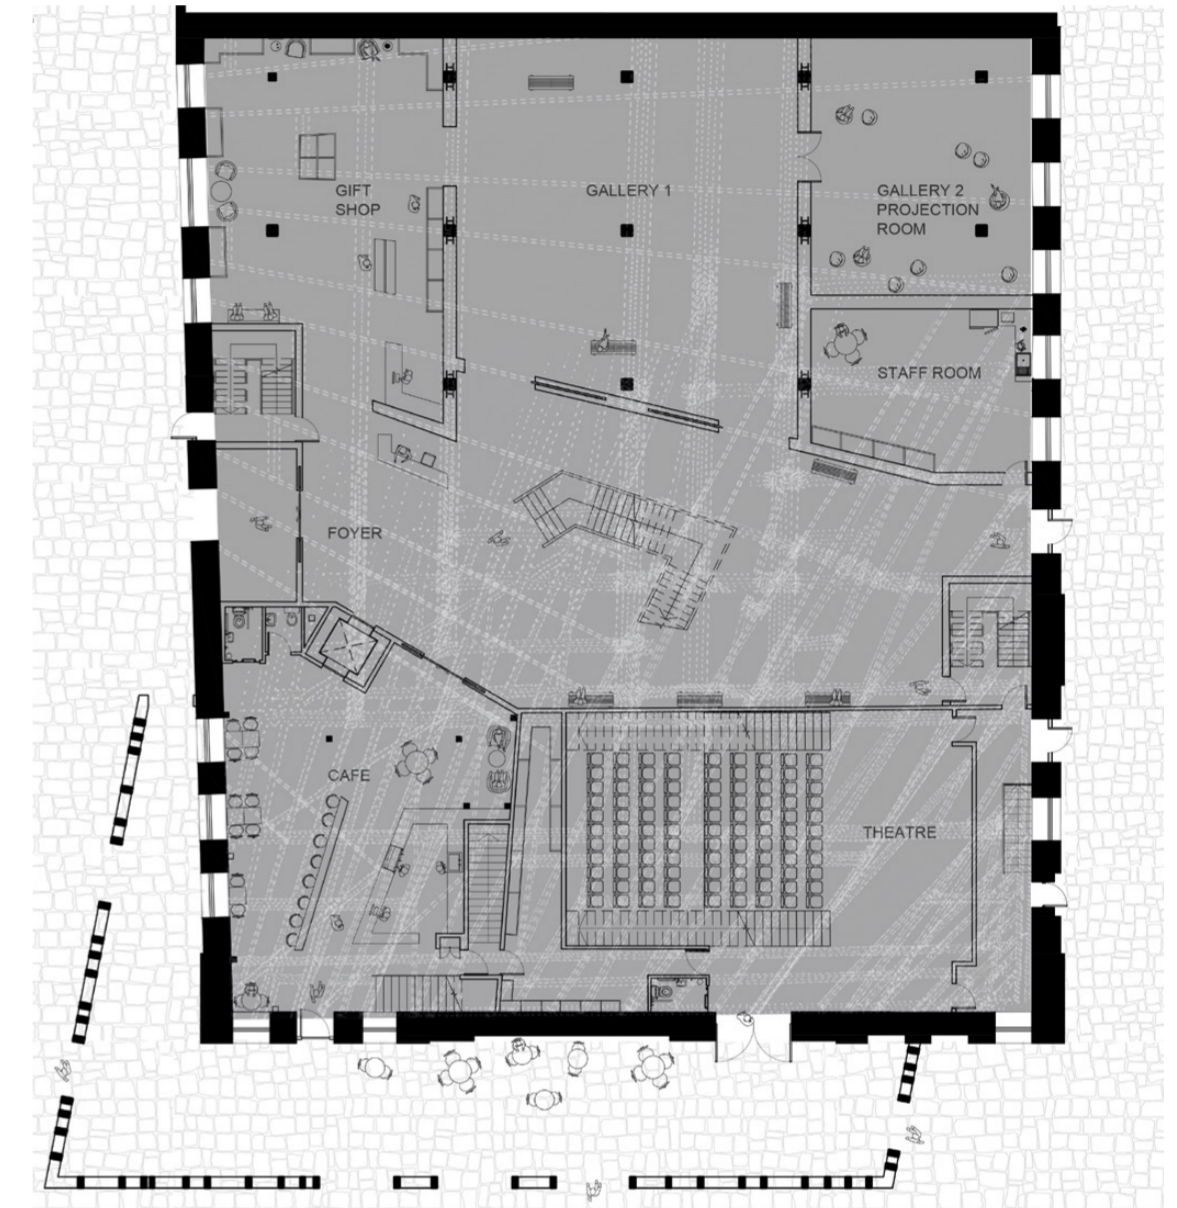 GIFT
SHOP
GALLERY 1
GALLERY 2
PROJECTION
ROOM
STAFF ROOM
FOYER
CAFE
THEATRE